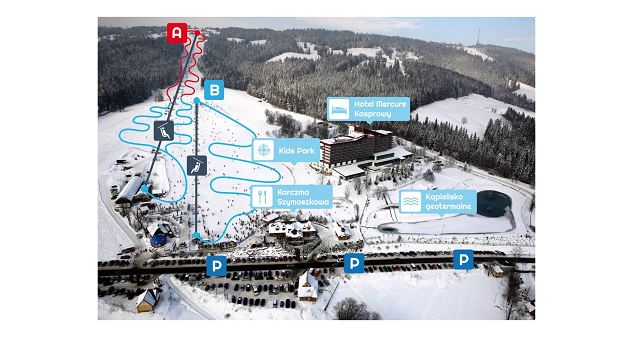 A
B
Hotel Mercure
Kasprowy
Kids Park
Karczma
Szymoszkowa
Kąpielisko
geotermalne
P
P
P